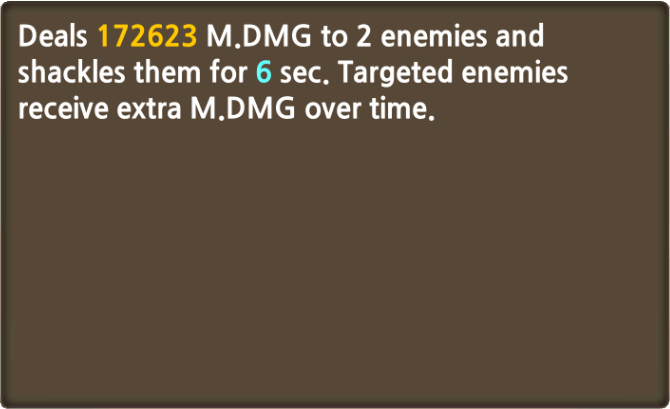 Deals 172623 M.DMG to 2 enemies and
shackles them for 6 sec. Targeted enemies
receive extra M.DMG over time.